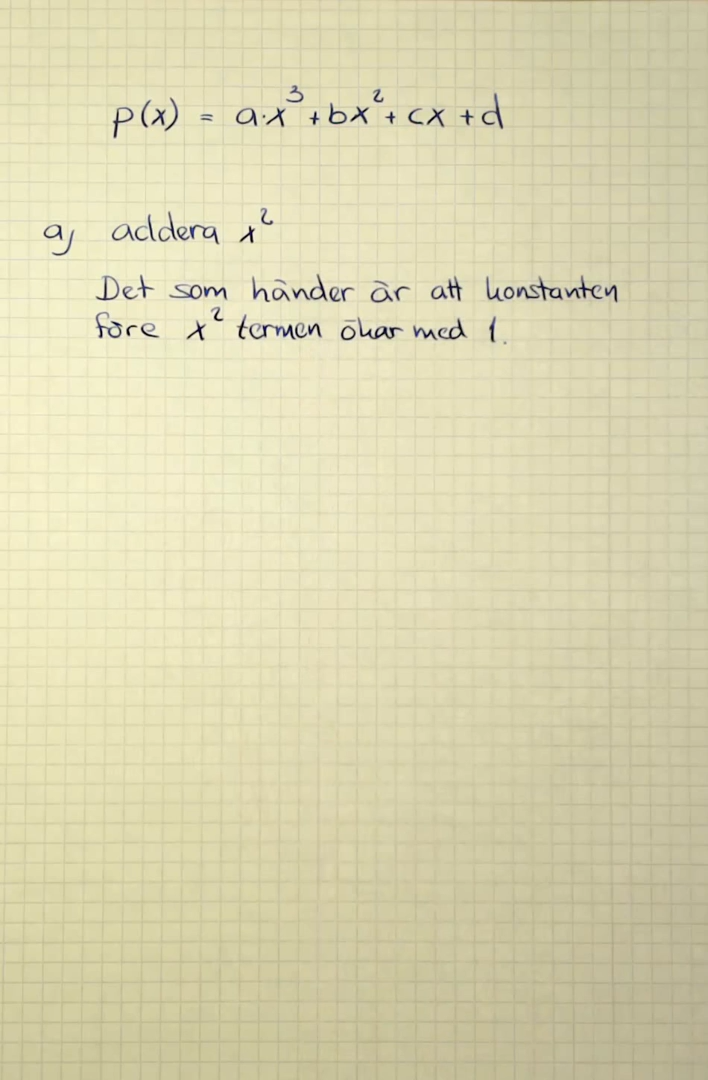 p(x) = a·x³+bx²+cx+d
a) addera x²
Det som händer är att konstanten
före x² termen ökar med 1.